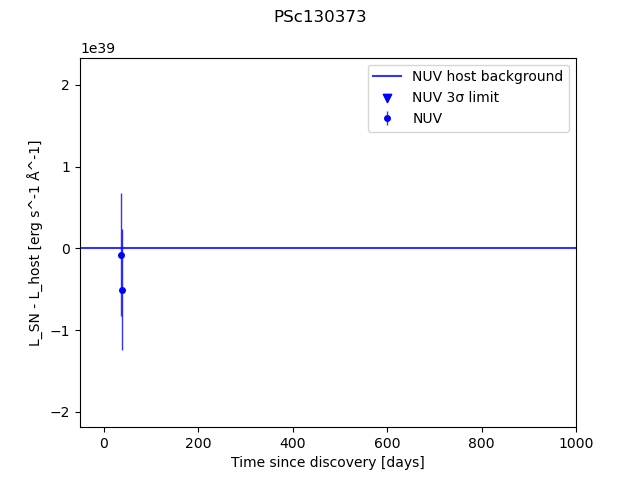 PSc130373
1e39
NUV host background
NUV 3σ limit
NUV
2
1
0
−1
−2
L_SN - L_host [erg s^-1 Å^-1]
0 200 400 600 800 1000
Time since discovery [days]